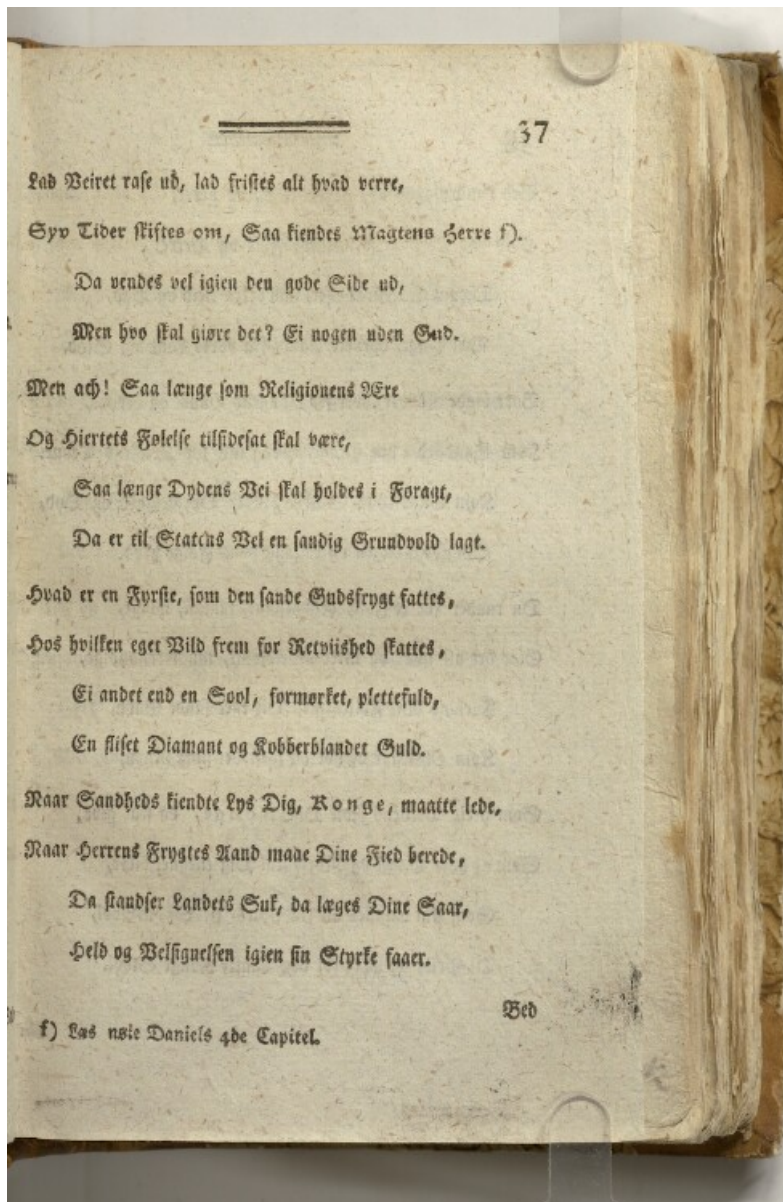 37
Lad Veiret rase ud, lad fristes alt hvad verre,
Syv Tider skiftes om, Saa kiendes Magtens Herre f).
Da vendes vel igien den gode Side ud,
Men hvo skal giøre det? Ei nogen uden Gud.
Men ach! Saa længe som Religionens Ære
Og Hiertets Følelse tilsidesat skal være,
Saa længe Dydens Vei skal holdes i Foragt,
Da er til Statens Vel en sandig Grundvold lagt.
Hvad er en Fyrste, som den sande Gudsfrygt fattes,
Hos hvilken eget Vild frem for Retviished skattes,
Ei andet end en Sool, formørket, plettefuld,
En sliset Diamant og Kobberblandet Guld.
Naar Sandheds kiendte Lys Dig, Konge, maatte lede,
Naar Herrens Frygtes Aand maae Dine Fied berede,
Da standser Landets Suk, da læges Dine Saar,
Held og Velsignelsen igien sin Styrke faaer.
Bed
f) Læs nøie Daniels 4de Capitel.